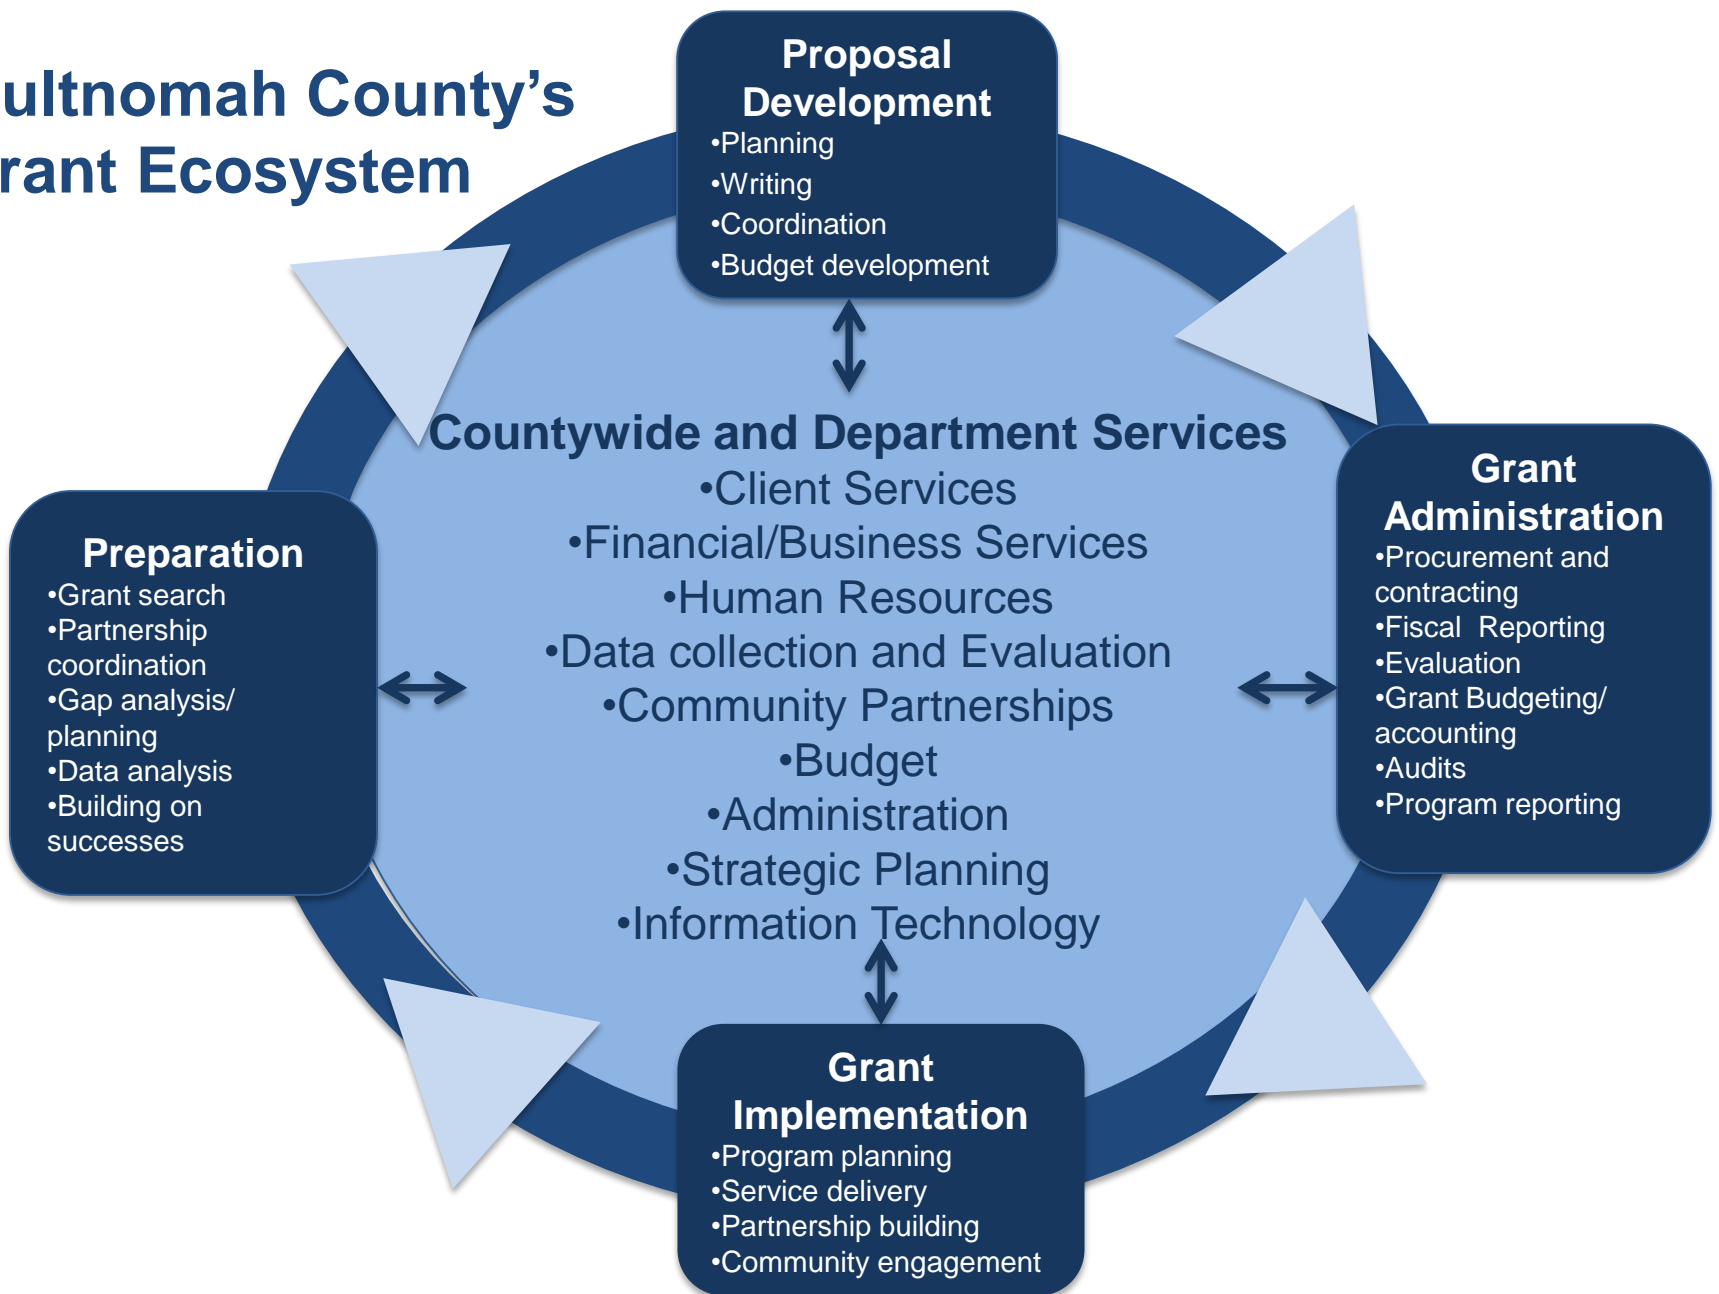 ultnomah County’s
rant Ecosystem
Proposal
Development
•Planning
•Writing
•Coordination
•Budget development
Countywide and Department Services
•Client Services
•Financial/Business Services
•Human Resources
•Data collection and Evaluation
•Community Partnerships
•Budget
•Administration
•Strategic Planning
•Information Technology
Grant
Administration
•Procurement and
contracting
•Fiscal  Reporting
•Evaluation
•Grant Budgeting/
accounting
•Audits
•Program reporting
Preparation
•Grant search
•Partnership
coordination
•Gap analysis/
planning
•Data analysis
•Building on
successes
Grant
Implementation
•Program planning
•Service delivery
•Partnership building
•Community engagement